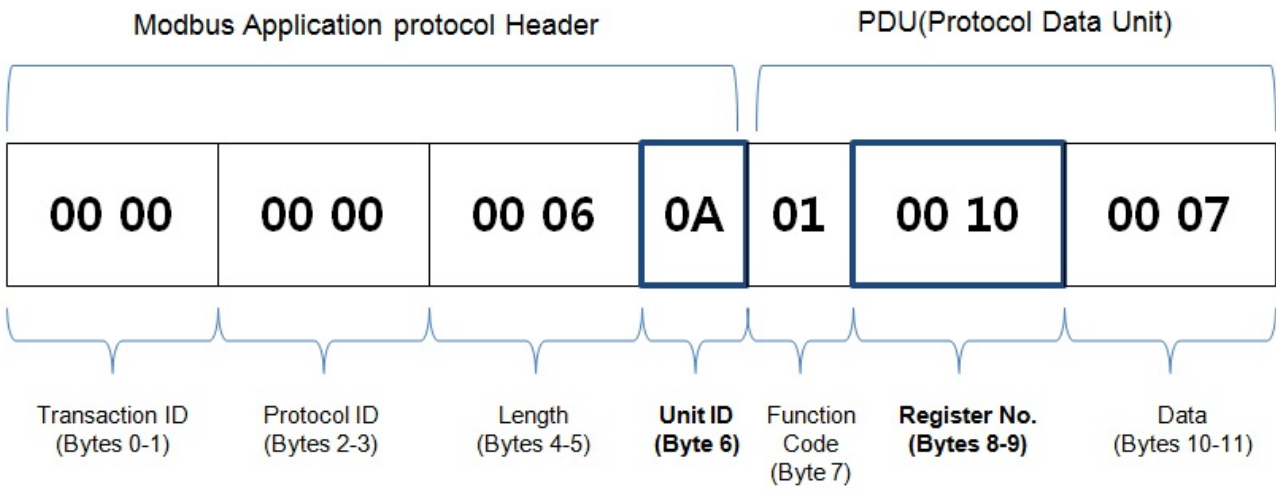 Modbus Application protocol Header
PDU(Protocol Data Unit)
00 00
00 00
00 06
0A
01
00 10
00 07
Transaction ID
(Bytes 0-1)
Protocol ID
(Bytes 2-3)
Length
(Bytes 4-5)
Unit ID
(Byte 6)
Function
Code
(Byte 7)
Register No.
(Bytes 8-9)
Data
(Bytes 10-11)